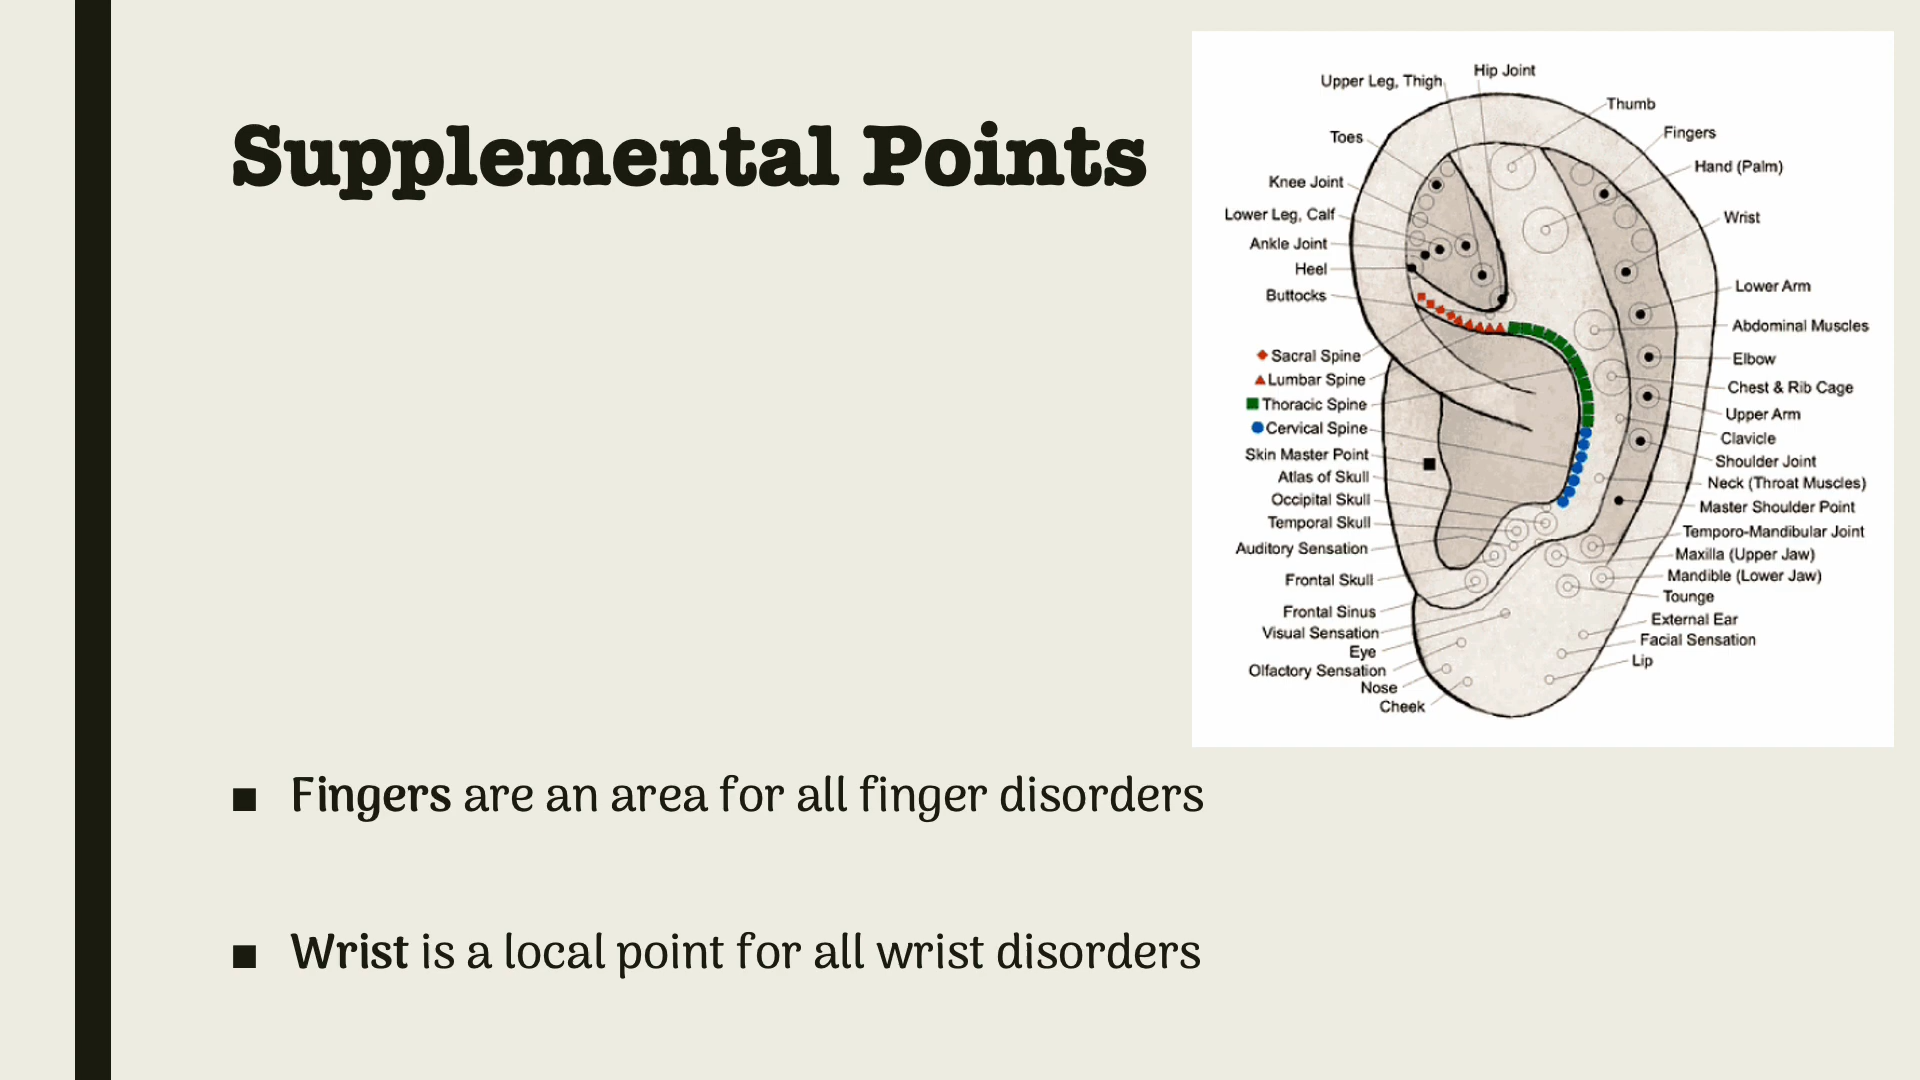 Supplemental Points
Upper Leg, Thigh
Hip Joint
Thumb
Toes
Fingers
Hand (Palm)
Knee Joint
Lower Leg, Calf
Wrist
Ankle Joint
Heel
Lower Arm
Buttocks
Abdominal Muscles
Sacral Spine
Elbow
Lumbar Spine
Chest & Rib Cage
Thoracic Spine
Upper Arm
Cervical Spine
Clavicle
Skin Master Point
Shoulder Joint
Atlas of Skull
Neck (Throat Muscles)
Occipital Skull
Master Shoulder Point
Temporal Skull
Temporo-Mandibular Joint
Auditory Sensation
Maxilla (Upper Jaw)
Frontal Skull
Mandible (Lower Jaw)
Tounge
Frontal Sinus
External Ear
Visual Sensation
Facial Sensation
Eye
Lip
Olfactory Sensation
Nose
Cheek
■ Fingers are an area for all finger disorders
■ Wrist is a local point for all wrist disorders